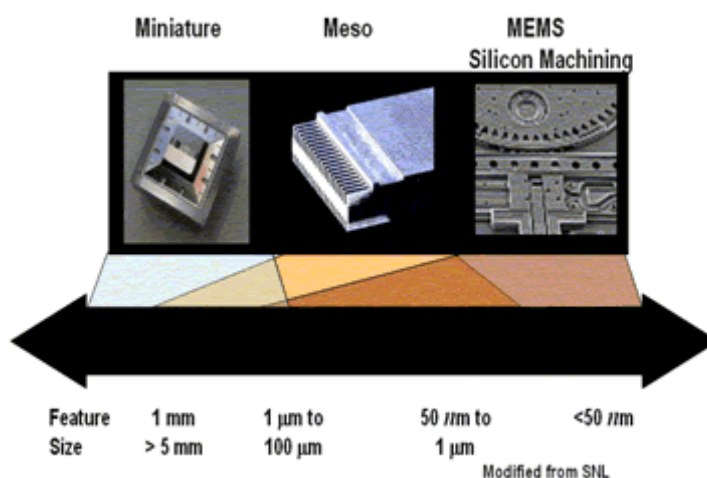 Miniature Meso MEMS
Silicon Machining
Feature 1 mm 1 μm to 50 nm to <50 nm
Size > 5 mm 100 μm 1 μm
Modified from SNL